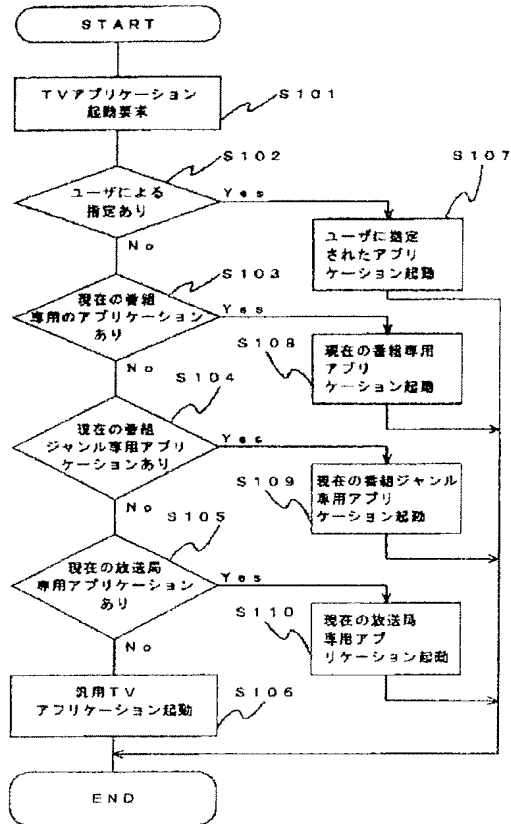 START
TVアプリケーション
起動要求
S101
S102
ユーザによる
指定あり
Yes
S107
ユーザに指定
されたアプリ
ケーション起動
No
S103
現在の番組
専用のアプリケーション
あり
Yes
S108
現在の番組専用
アプリ
ケーション起動
No
S104
現在の番組
ジャンル専用アプリ
ケーションあり
Yes
S109
現在の番組ジャンル
専用アプリ
ケーション起動
No
S105
現在の放送局
専用アプリケーション
あり
Yes
S110
現在の放送局
専用アプ
リケーション起動
No
汎用TV
アプリケーション起動
S106
END